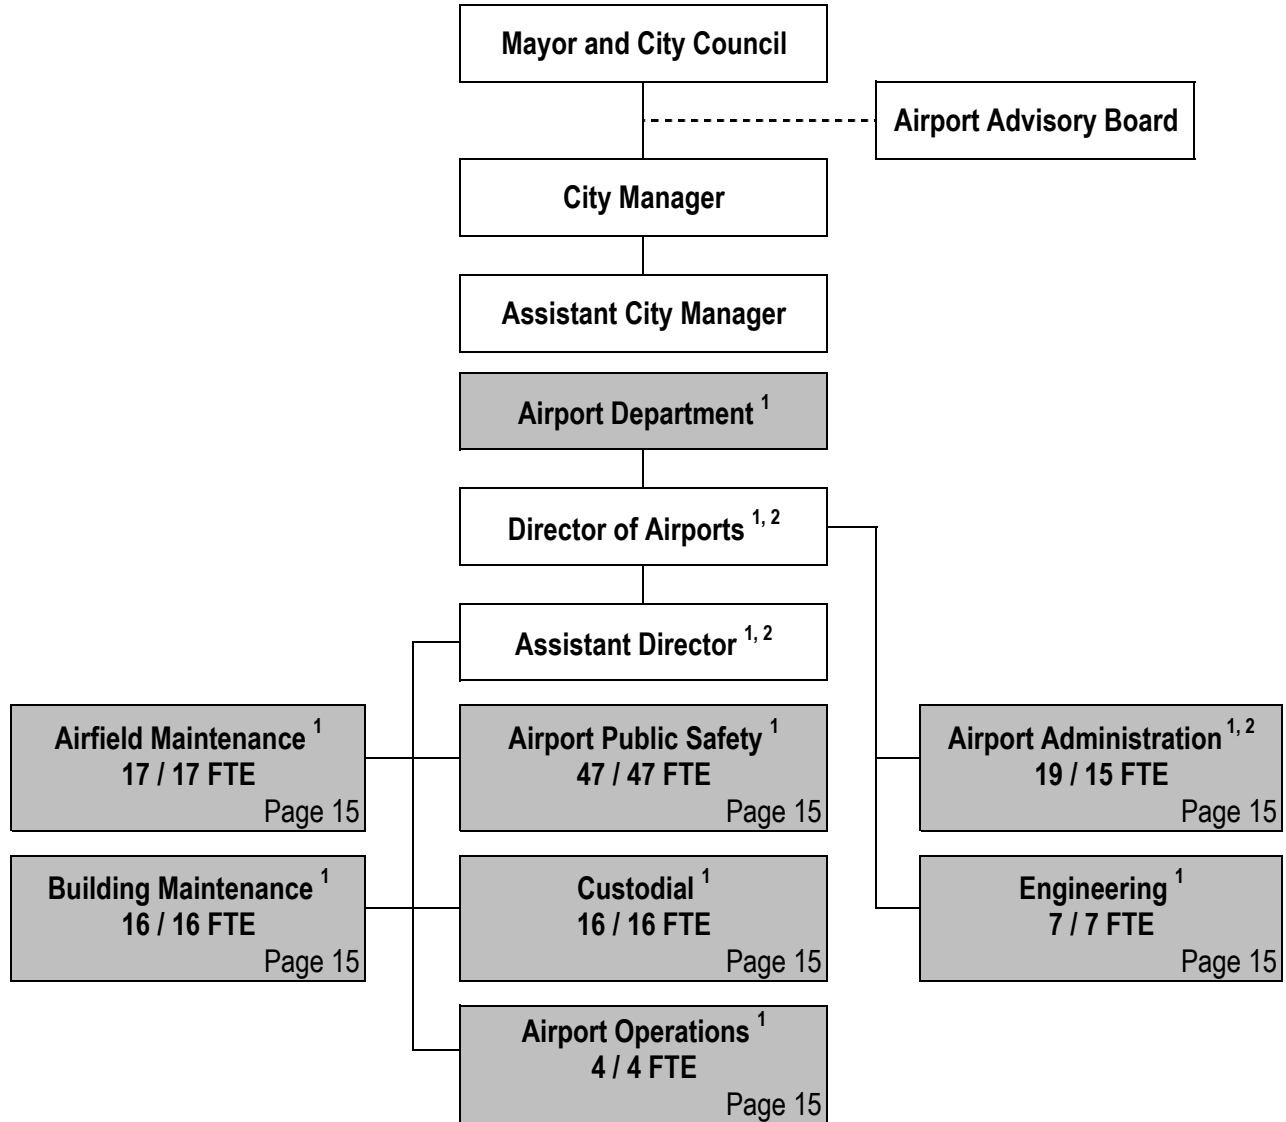 Mayor and City Council
Airport Advisory Board
City Manager
Assistant City Manager
Airport Department 1
Director of Airports 1, 2
Assistant Director 1, 2
Airfield Maintenance 1
17 / 17 FTE
Page 15
Airport Public Safety 1
47 / 47 FTE
Page 15
Airport Administration 1, 2
19 / 15 FTE
Page 15
Building Maintenance 1
16 / 16 FTE
Page 15
Custodial 1
16 / 16 FTE
Page 15
Engineering 1
7 / 7 FTE
Page 15
Airport Operations 1
4 / 4 FTE
Page 15